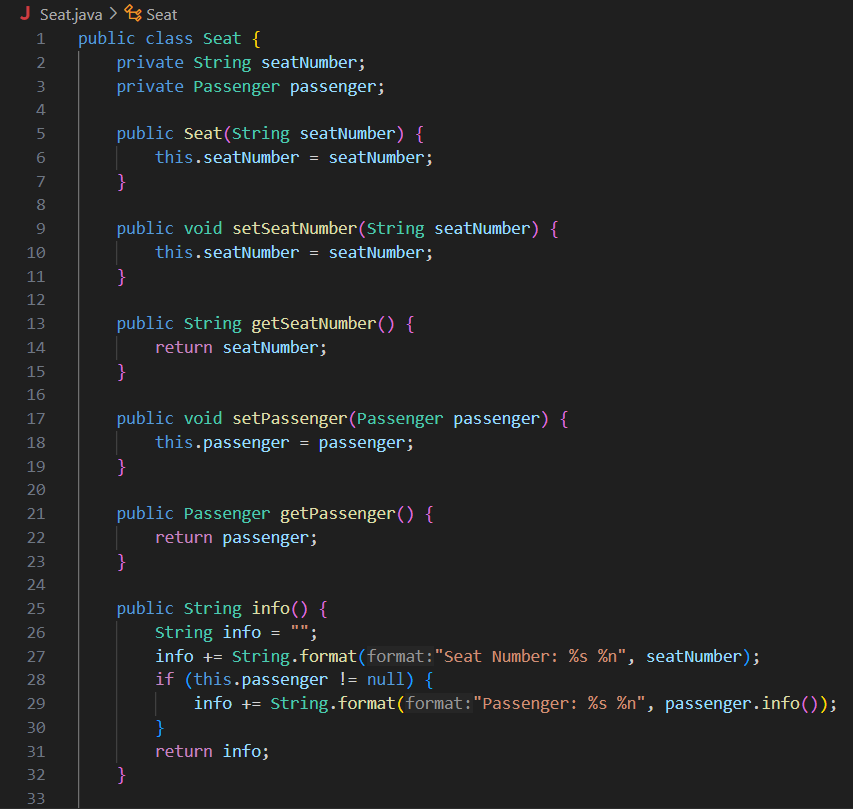 Seat.java > Seat
1 public class Seat {
2     private String seatNumber;
3     private Passenger passenger;
4
5     public Seat(String seatNumber) {
6         this.seatNumber = seatNumber;
7     }
8
9     public void setSeatNumber(String seatNumber) {
10         this.seatNumber = seatNumber;
11     }
12
13     public String getSeatNumber() {
14         return seatNumber;
15     }
16
17     public void setPassenger(Passenger passenger) {
18         this.passenger = passenger;
19     }
20
21     public Passenger getPassenger() {
22         return passenger;
23     }
24
25     public String info() {
26         String info = "";
27         info += String.format(format:"Seat Number: %s %n", seatNumber);
28         if (this.passenger != null) {
29             info += String.format(format:"Passenger: %s %n", passenger.info());
30         }
31         return info;
32     }
33